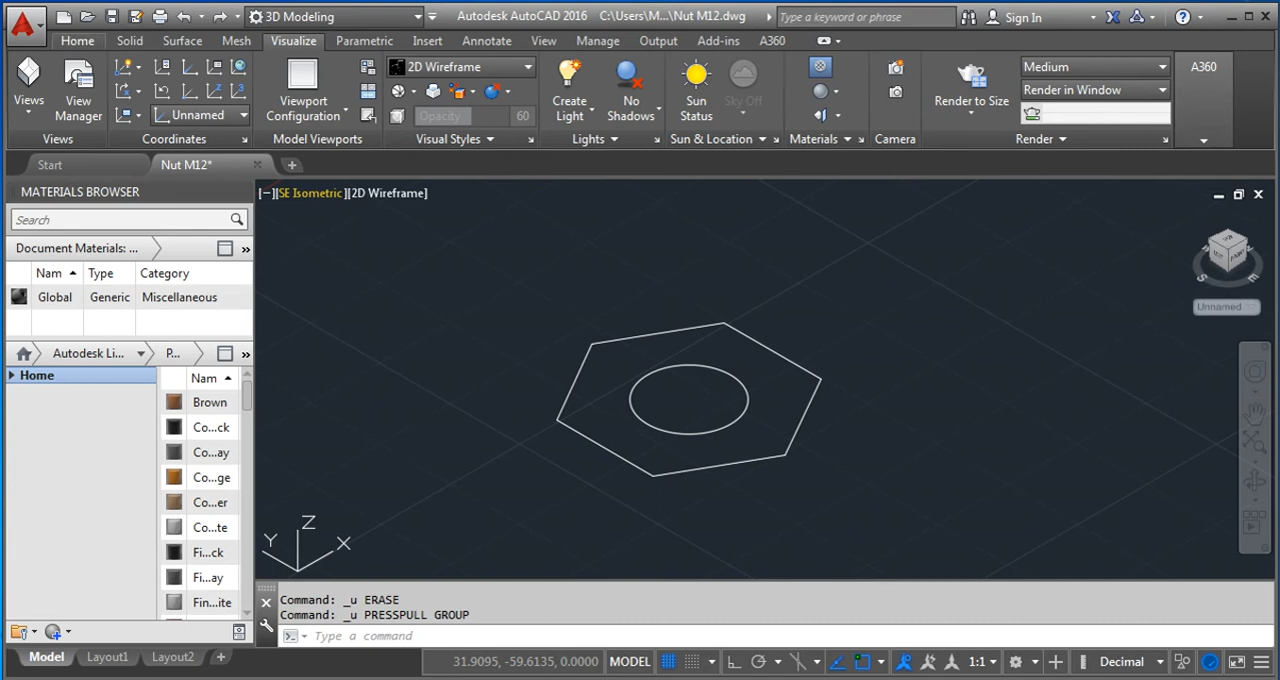 3D Modeling Autodesk AutoCAD 2016 C:\Users\M...\Nut M12.dwg Type a keyword or phrase Sign In
Home Solid Surface Mesh Visualize Parametric Insert Annotate View Manage Output Add-ins A360
2D Wireframe Medium A360
Views View Manager Unnamed Viewport Configuration Opacity 60 Create Light No Shadows Sun Status Sky Off Render to Size Render in Window
Views Coordinates Model Viewports Visual Styles Lights Sun & Location Materials Camera Render
Start Nut M12*
MATERIALS BROWSER
[−][SE Isometric][2D Wireframe]
Search
Document Materials: ...
Nam Type Category
Global Generic Miscellaneous
Unnamed
Autodesk Li... P...
Home Nam
Brown
Co...ck
Co...ay
Co...ge
Co...er
Co...te
Fi...ck
Fi...ay
Fin...ite
Z
Y X
S E
Command: _u ERASE
Command: _u PRESSPULL GROUP
Type a command
Model Layout1 Layout2 + 31.9095, -59.6135, 0.0000 MODEL 1:1 Decimal